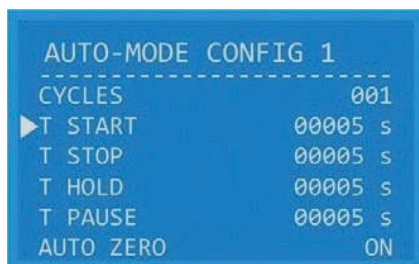 AUTO-MODE CONFIG 1
--------------------------
CYCLES 001
T START 00005 s
T STOP 00005 s
T HOLD 00005 s
T PAUSE 00005 s
AUTO ZERO ON